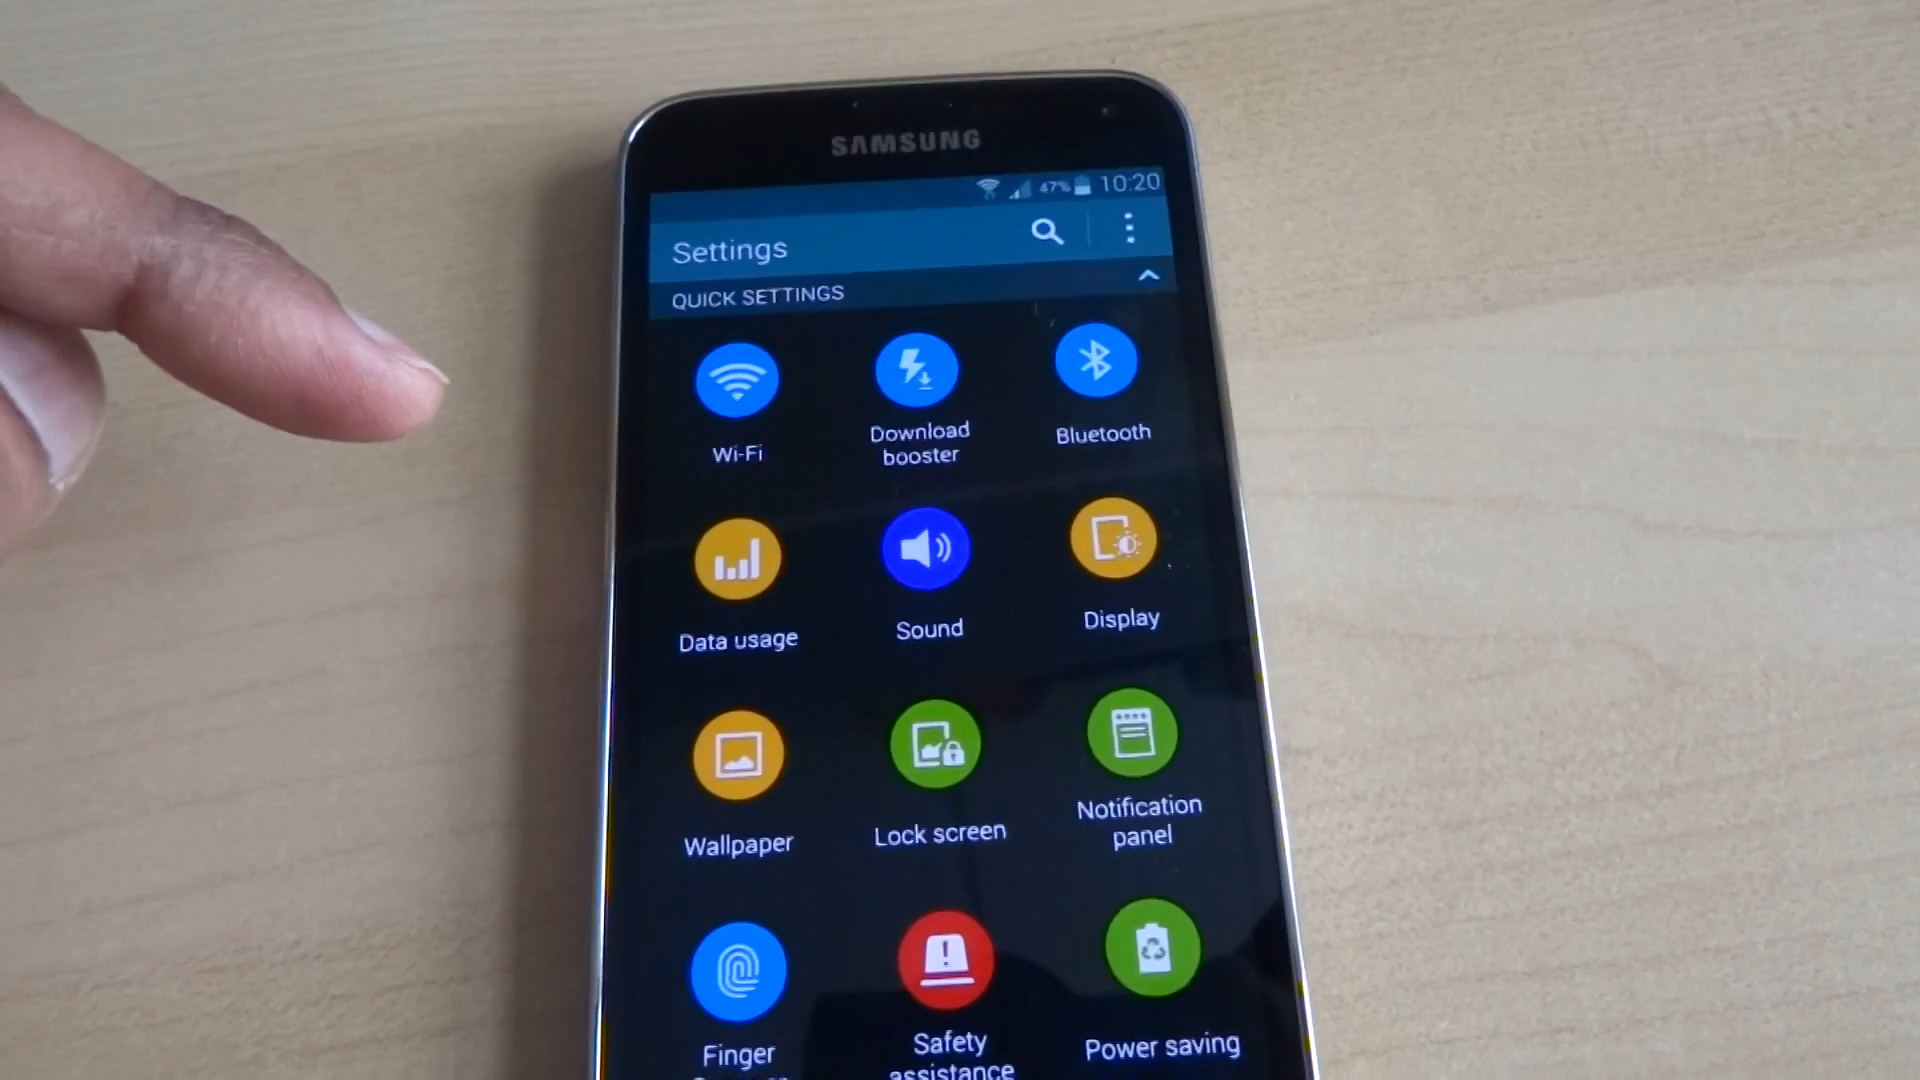 SAMSUNG
47% 10:20
Settings
QUICK SETTINGS
Wi-Fi
Download
booster
Bluetooth
Data usage
Sound
Display
Wallpaper
Lock screen
Notification
panel
Finger
Safety
assistance
Power saving